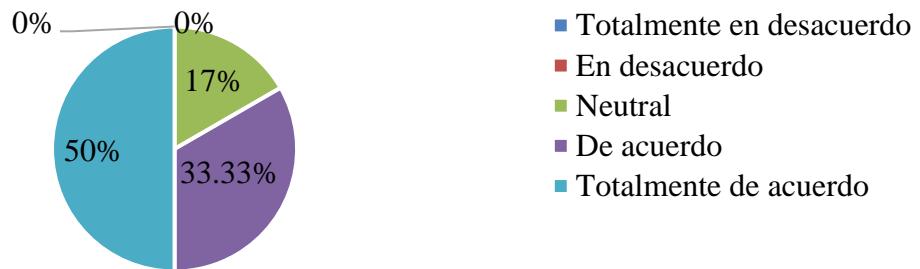 0%
0%
17%
33.33%
50%
Totalmente en desacuerdo
En desacuerdo
Neutral
De acuerdo
Totalmente de acuerdo